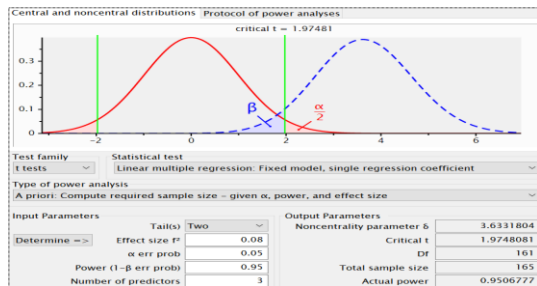 Central and noncentral distributions Protocol of power analyses
critical t = 1.97481
0.3
0.2
0.1
0
β
α
2
-2 0 2 4 6
Test family Statistical test
t tests Linear multiple regression: Fixed model, single regression coefficient
Type of power analysis
A priori: Compute required sample size – given α, power, and effect size
Input Parameters Output Parameters
Tail(s) Two Noncentrality parameter δ 3.6331804
Determine => Effect size f² 0.08 Critical t 1.9748081
α err prob 0.05 Df 161
Power (1-β err prob) 0.95 Total sample size 165
Number of predictors 3 Actual power 0.9506777